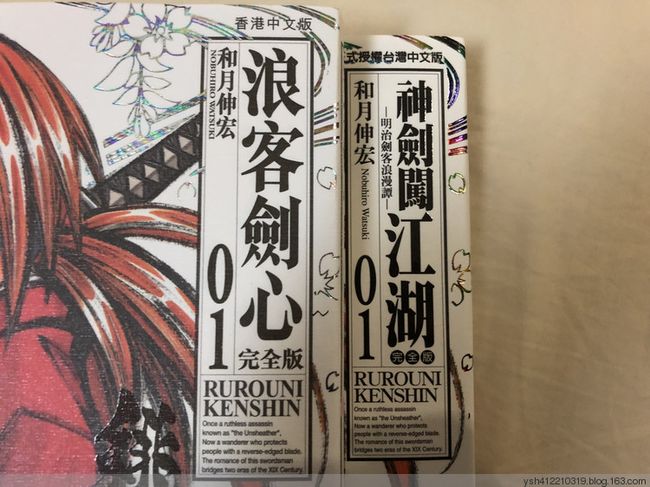 香港中文版
浪客劍心
和月伸宏
NOBUHIRO WATSUKI
01
完全版
RUROUNI
KENSHIN
Once a ruthless assassin
known as "the Unsheather".
Now a wanderer who protects
people with a reverse-edged blade.
The romance of this swordsman
bridges two eras of the XIX Century.
緋
式授權台灣中文版
神劍闖江湖
─明治劍客浪漫譚─
和月伸宏
Nobuhiro Watsuki
01
完全版
RUROUNI
KENSHIN
Once a ruthless assassin
known as "the Unsheather".
Now a wanderer who protects
people with a reverse-edged blade.
The romance of this swordsman
bridges two eras of the XIX Century.
ysh412210319.blog.163.com